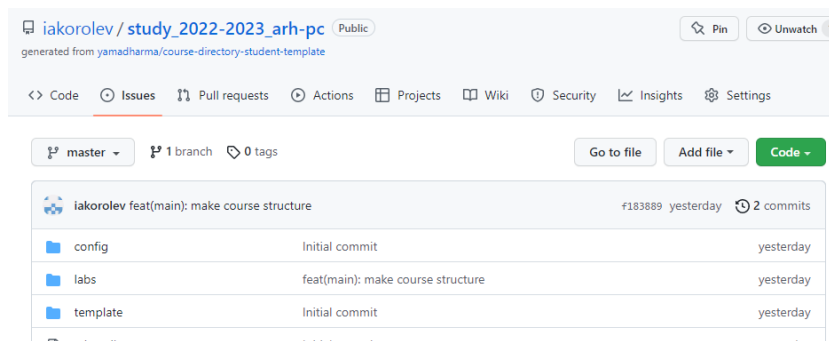 iakorolev / study_2022-2023_arh-pc Public
Pin
Unwatch
generated from yamadharma/course-directory-student-template
<> Code Issues Pull requests Actions Projects Wiki Security Insights Settings
master 1 branch 0 tags Go to file Add file Code
iakorolev feat(main): make course structure f183889 yesterday 2 commits
config Initial commit yesterday
labs feat(main): make course structure yesterday
template Initial commit yesterday